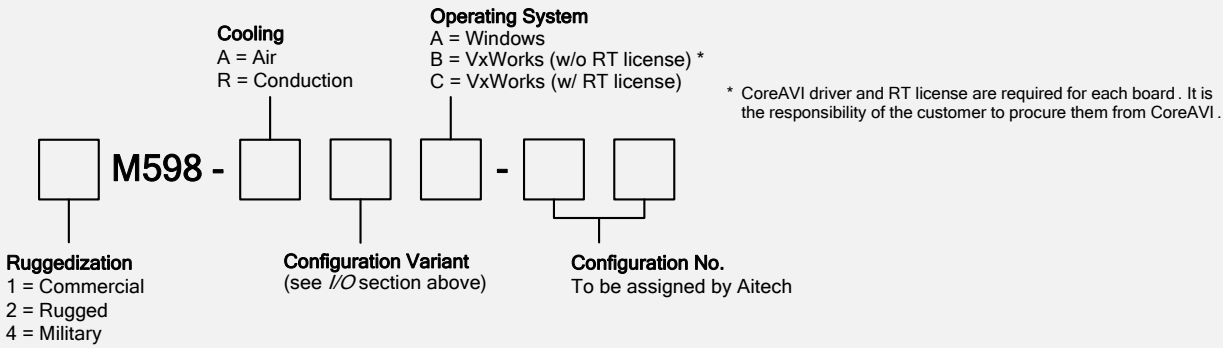 Cooling
A = Air
R = Conduction
Operating System
A = Windows
B = VxWorks (w/o RT license) *
C = VxWorks (w/ RT license)
* CoreAVI driver and RT license are required for each board . It is
the responsibility of the customer to procure them from CoreAVI .
M598 - -
Ruggedization
1 = Commercial
2 = Rugged
4 = Military
Configuration Variant
(see I/O section above)
Configuration No.
To be assigned by Aitech